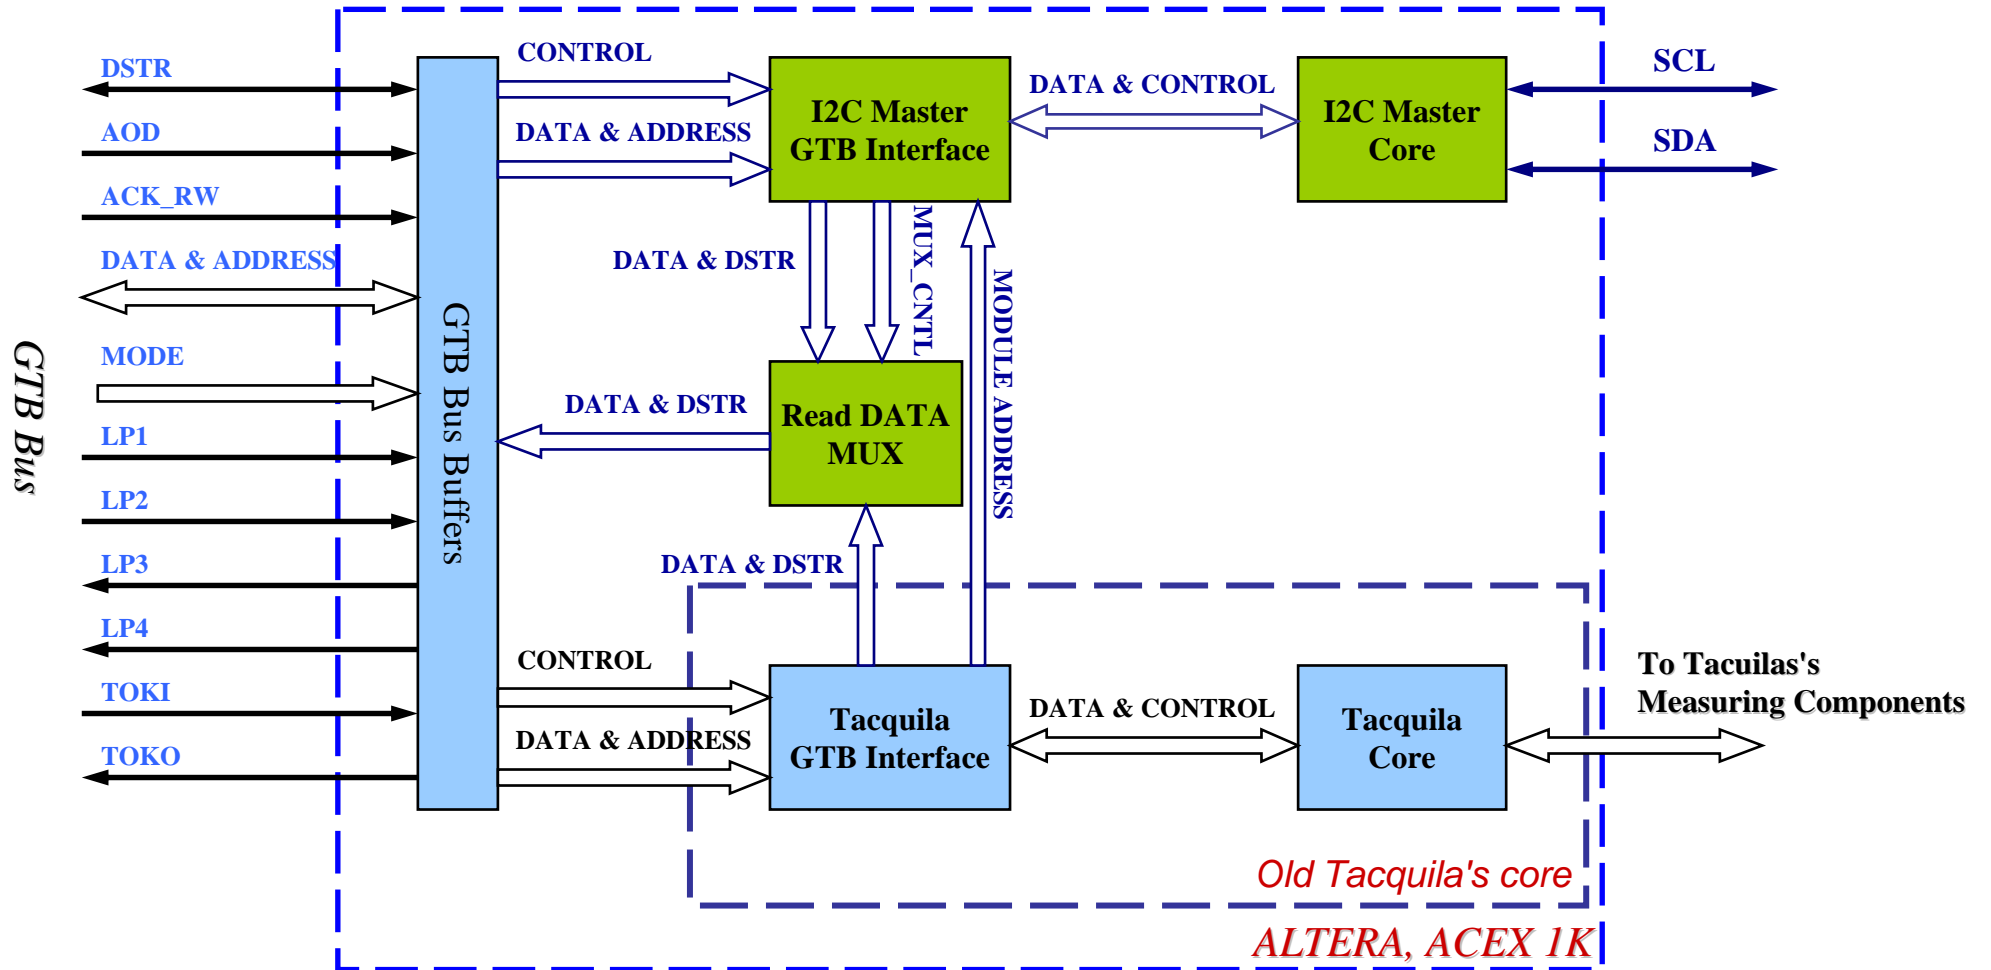 GTB Bus
DSTR
AOD
ACK_RW
DATA & ADDRESS
MODE
LP1
LP2
LP3
LP4
TOKI
TOKO
GTB Bus Buffers
CONTROL
DATA & ADDRESS
I2C Master
GTB Interface
DATA & CONTROL
I2C Master
Core
SCL
SDA
DATA & DSTR
MUX_CNTL
MODULE ADDRESS
DATA & DSTR
Read DATA
MUX
DATA & DSTR
CONTROL
DATA & ADDRESS
Tacquila
GTB Interface
DATA & CONTROL
Tacquila
Core
To Tacuilas's
Measuring Components
Old Tacquila's core
ALTERA, ACEX 1K